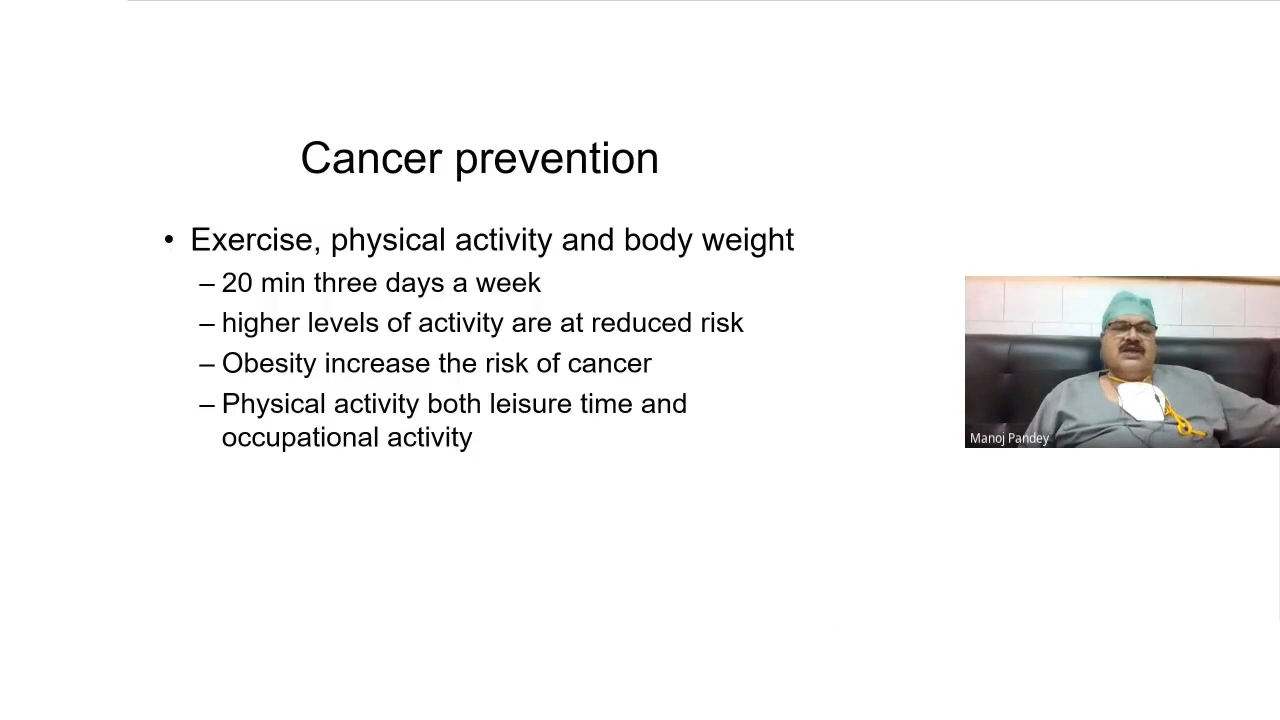 Cancer prevention
• Exercise, physical activity and body weight
– 20 min three days a week
– higher levels of activity are at reduced risk
– Obesity increase the risk of cancer
– Physical activity both leisure time and
occupational activity
Manoj Pandey